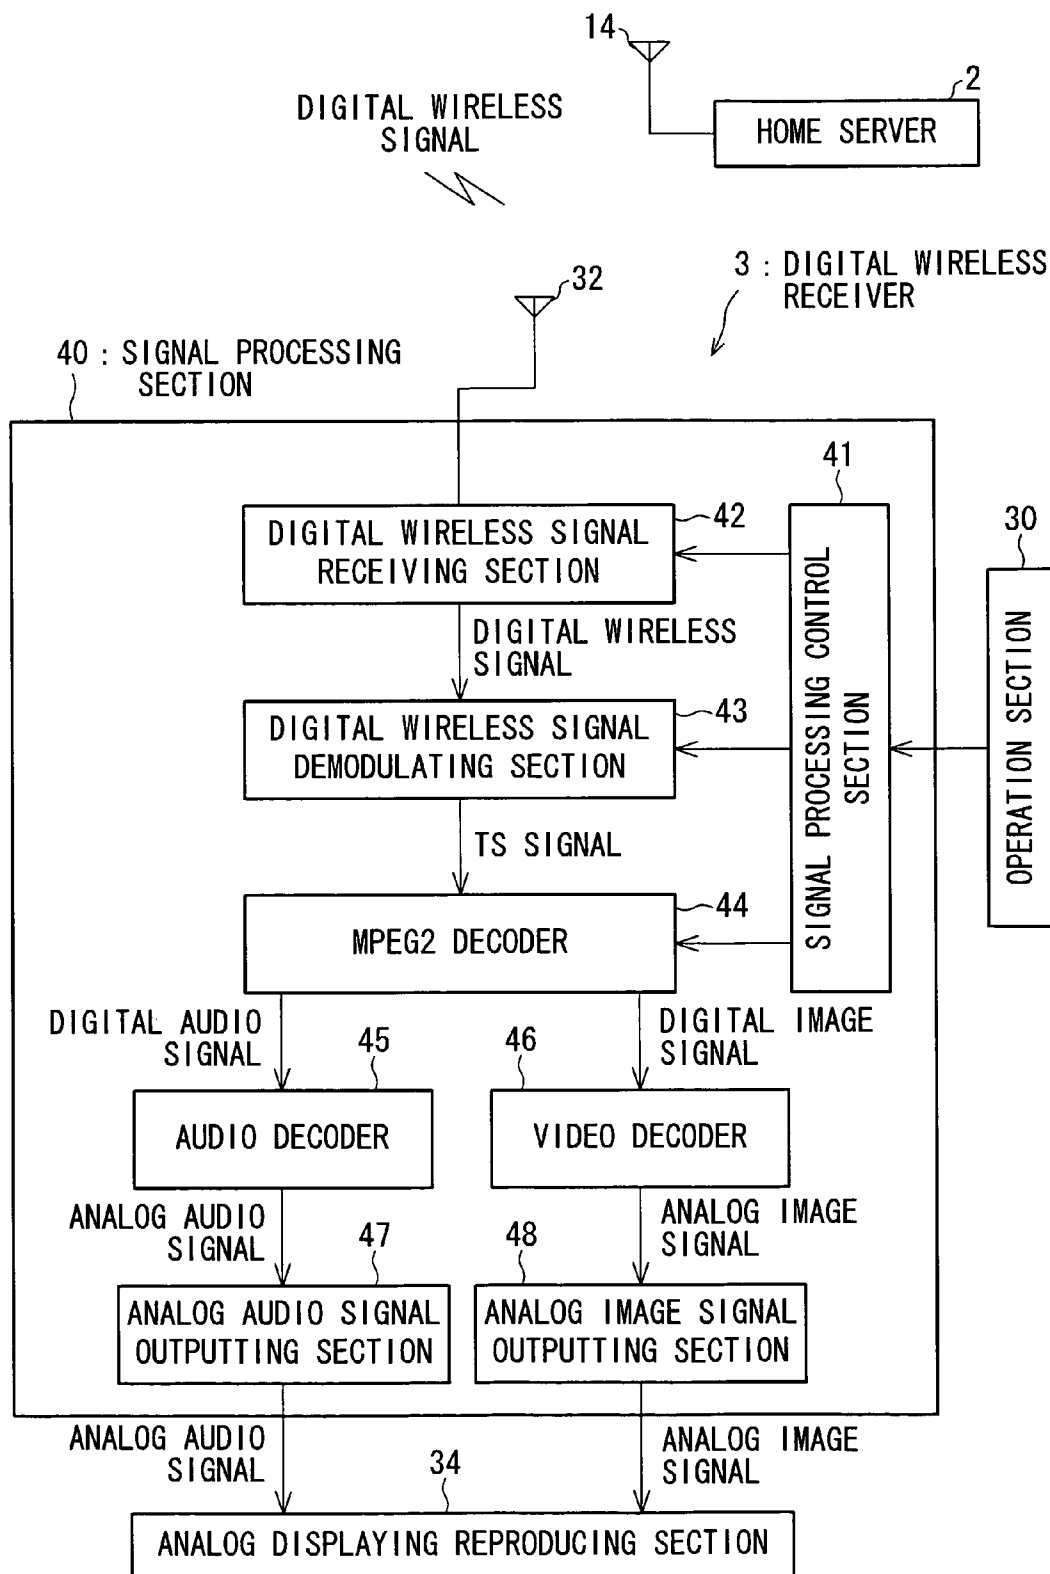 14
2
DIGITAL WIRELESS
SIGNAL
HOME SERVER
3 : DIGITAL WIRELESS
RECEIVER
32
40 : SIGNAL PROCESSING
SECTION
41
42
DIGITAL WIRELESS SIGNAL
RECEIVING SECTION
30
DIGITAL WIRELESS
SIGNAL
SIGNAL PROCESSING CONTROL
SECTION
OPERATION SECTION
43
DIGITAL WIRELESS SIGNAL
DEMODULATING SECTION
TS SIGNAL
44
MPEG2 DECODER
DIGITAL AUDIO
SIGNAL
DIGITAL IMAGE
SIGNAL
45
46
AUDIO DECODER
VIDEO DECODER
ANALOG AUDIO
SIGNAL
ANALOG IMAGE
SIGNAL
47
48
ANALOG AUDIO SIGNAL
OUTPUTTING SECTION
ANALOG IMAGE SIGNAL
OUTPUTTING SECTION
ANALOG AUDIO
SIGNAL
ANALOG IMAGE
SIGNAL
34
ANALOG DISPLAYING REPRODUCING SECTION